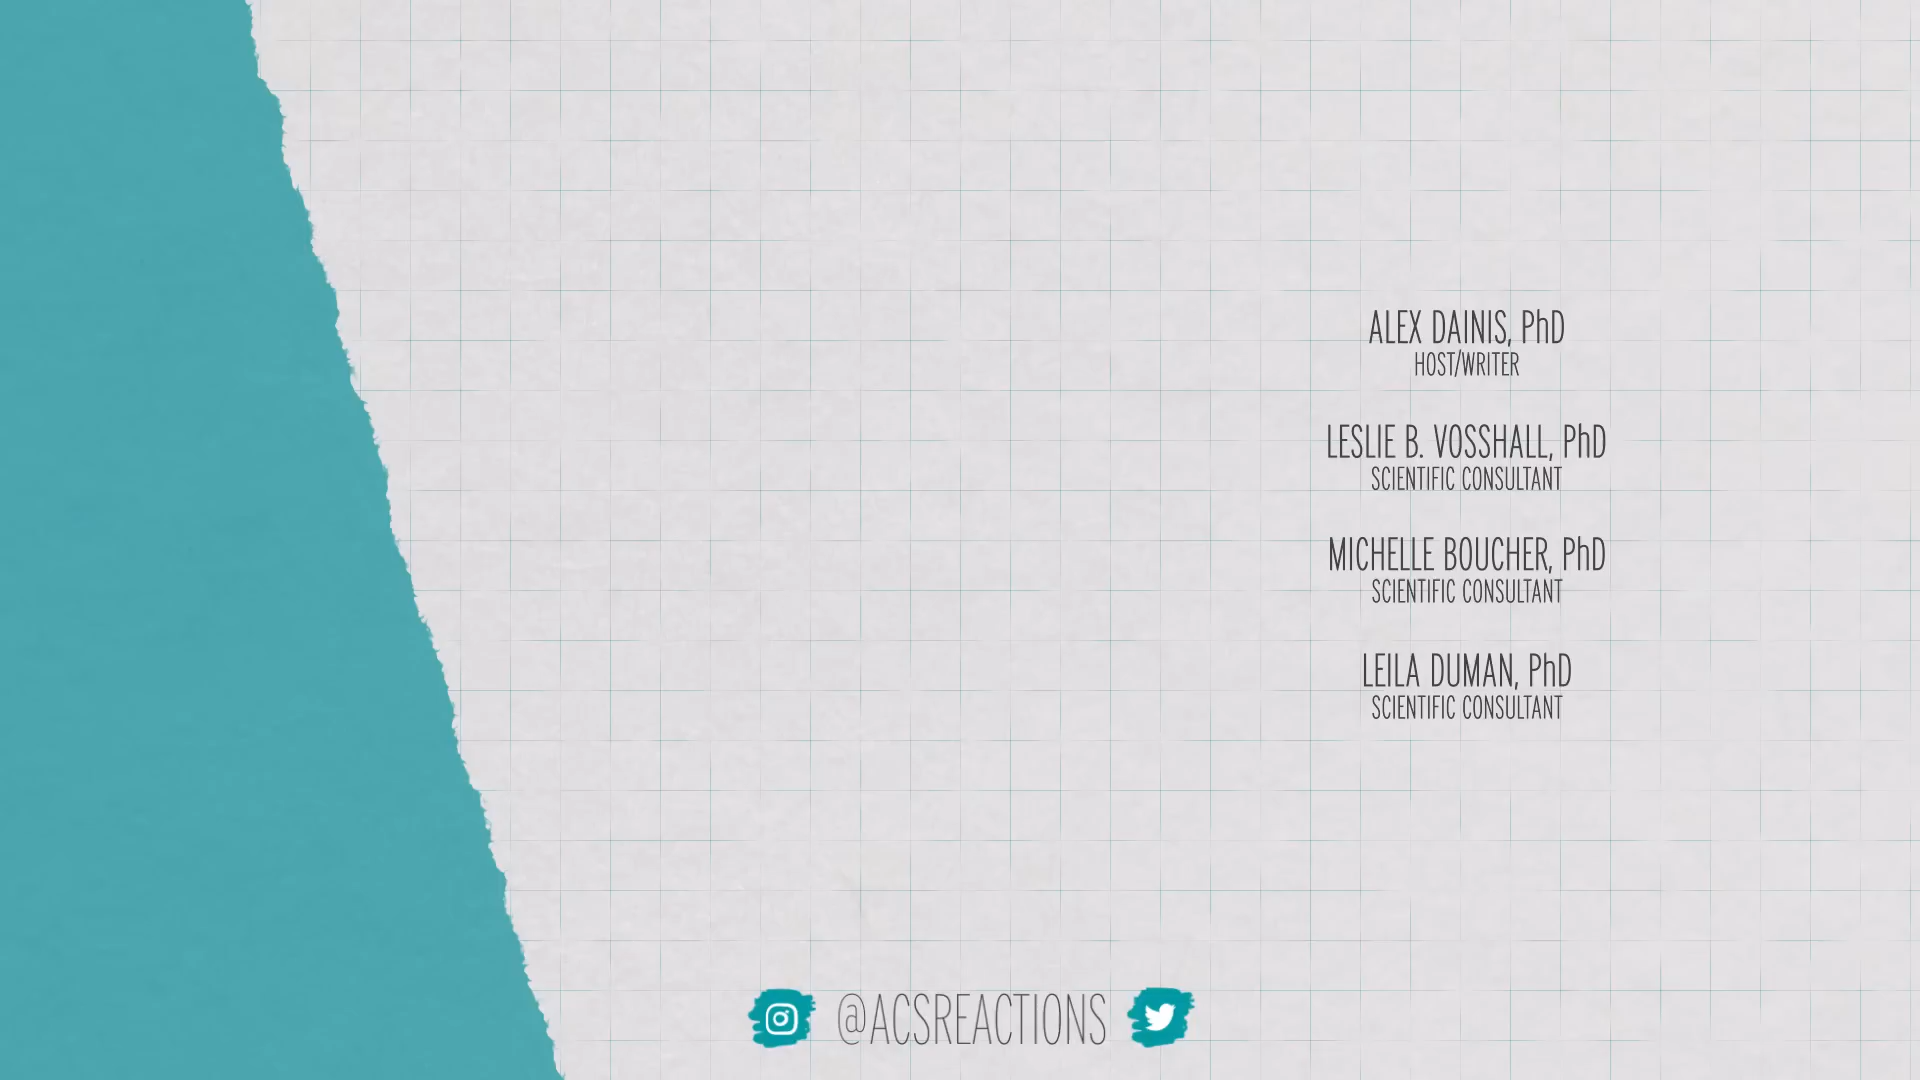 ALEX DAINIS, PhD
HOST/WRITER
LESLIE B. VOSSHALL, PhD
SCIENTIFIC CONSULTANT
MICHELLE BOUCHER, PhD
SCIENTIFIC CONSULTANT
LEILA DUMAN, PhD
SCIENTIFIC CONSULTANT
@ACSREACTIONS